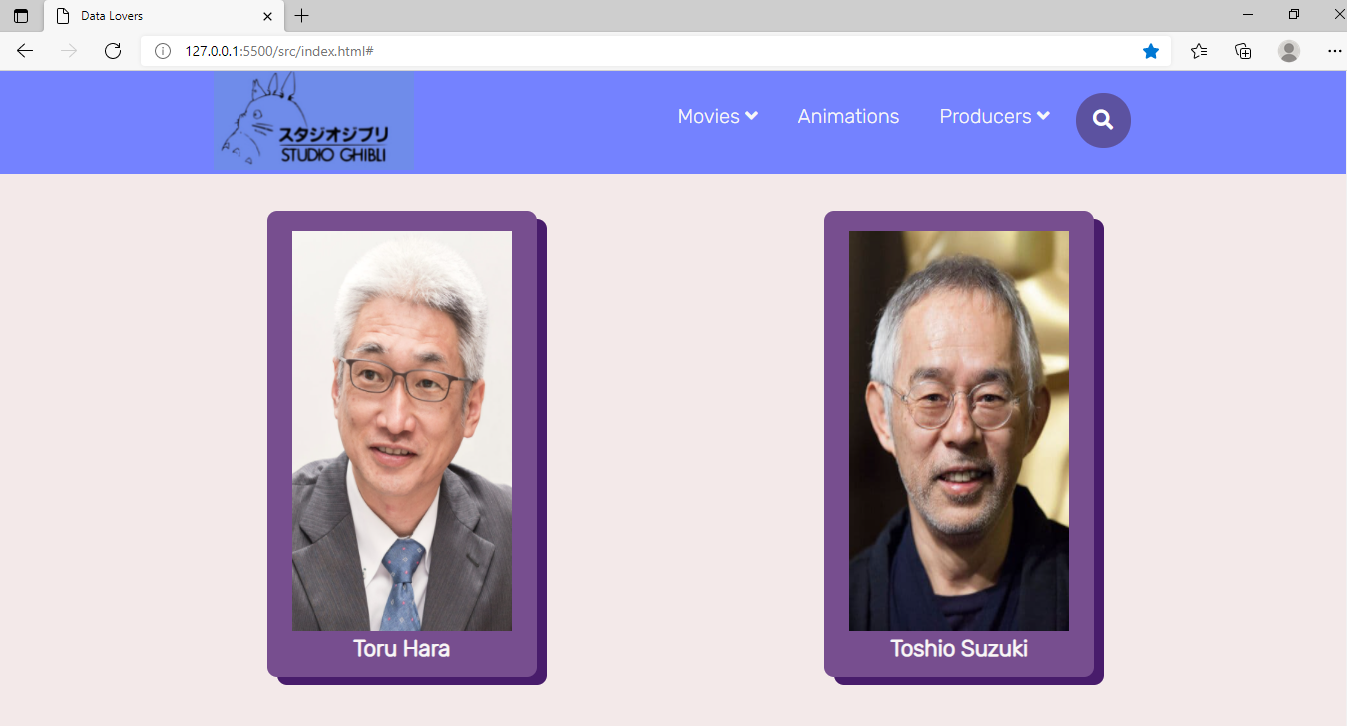 Data Lovers
127.0.0.1:5500/src/index.html#
スタジオジブリ
STUDIO GHIBLI
Movies
Animations
Producers
Toru Hara
Toshio Suzuki